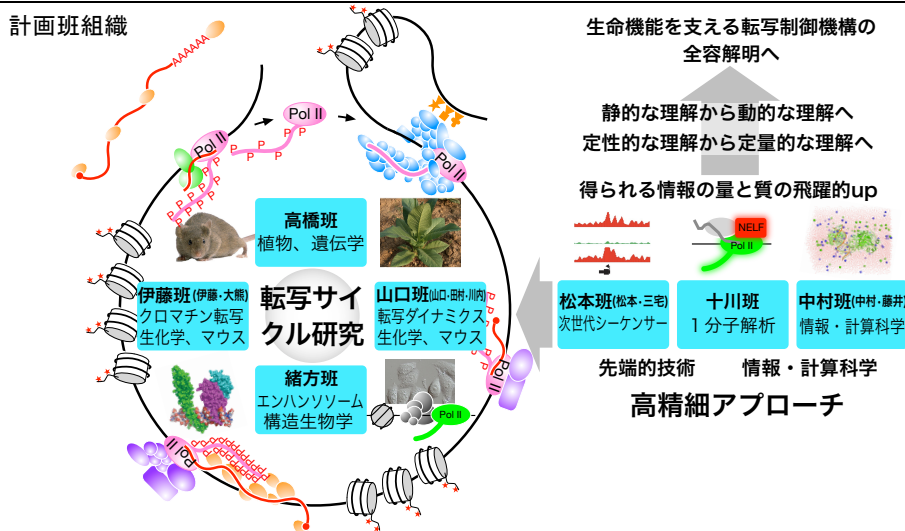 計画班組織
AAAAAAA
Pol II
P P
P
P
P
Pol II
P
P
P
P
Pol II
生命機能を支える転写制御機構の
全容解明へ
静的な理解から動的な理解へ
定性的な理解から定量的な理解へ
得られる情報の量と質の飛躍的up
高橋班
植物、遺伝学
伊藤班(伊藤・大熊)
クロマチン転写
生化学、マウス
転写サイ
クル研究
山口班(山口・田村・川内)
転写ダイナミクス
生化学、マウス
緒方班
エンハンソソーム
構造生物学
Pol II
Pol II
Pol II
NELF
Pol II
松本班(松本・三宅)
次世代シーケンサー
十川班
１分子解析
中村班(中村・藤井)
情報・計算科学
先端的技術
情報・計算科学
高精細アプローチ